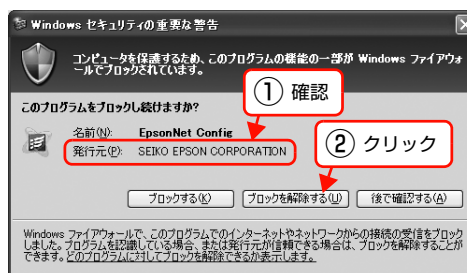 Windows セキュリティの重要な警告
コンピュータを保護するため、このプログラムの機能の一部が Windows ファイアウォ
ールでブロックされています。
このプログラムをブロックし続けますか?
① 確認
名前(N): EpsonNet Config
発行元(P): SEIKO EPSON CORPORATION
② クリック
ブロックする(K) ブロックを解除する(U) 後で確認する(A)
Windows ファイアウォールで、このプログラムでのインターネットやネットワークからの接続の受信をブロック
しました。プログラムを認識している場合、または発行元が信頼できる場合は、ブロックを解除することが
できます。どのプログラムに対してブロックを解除できるか表示します。